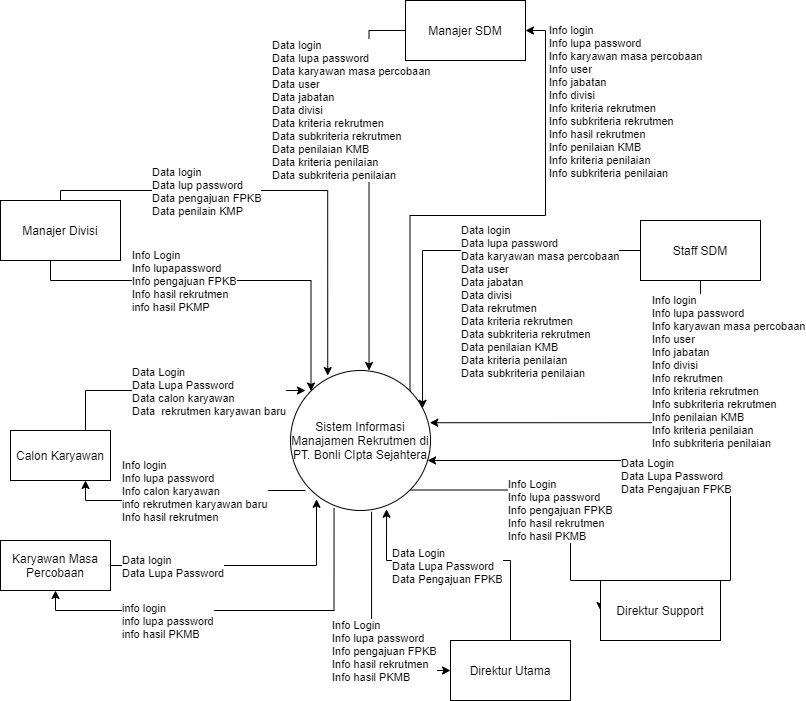 Manajer SDM
Data login
Data lupa password
Data karyawan masa percobaan
Data user
Data jabatan
Data divisi
Data kriteria rekrutmen
Data subkriteria rekrutmen
Data penilaian KMB
Data kriteria penilaian
Data subkriteria penilaian
Info login
Info lupa password
Info karyawan masa percobaan
Info user
Info jabatan
Info divisi
Info kriteria rekrutmen
Info subkriteria rekrutmen
Info hasil rekrutmen
Info penilaian KMB
Info kriteria penilaian
Info subkriteria penilaian
Data login
Data lup password
Data pengajuan FPKB
Data penilain KMP
Manajer Divisi
Info Login
Info lupapassword
Info pengajuan FPKB
Info hasil rekrutmen
info hasil PKMP
Data login
Data lupa password
Data karyawan masa percobaan
Data user
Data jabatan
Data divisi
Data rekrutmen
Data kriteria rekrutmen
Data subkriteria rekrutmen
Data penilaian KMB
Data kriteria penilaian
Data subkriteria penilaian
Staff SDM
Info login
Info lupa password
Info karyawan masa percobaan
Info user
Info jabatan
Info divisi
Info rekrutmen
Info kriteria rekrutmen
Info subkriteria rekrutmen
Info penilaian KMB
Info kriteria penilaian
Info subkriteria penilaian
Data Login
Data Lupa Password
Data calon karyawan
Data  rekrutmen karyawan baru
Calon Karyawan
Info login
Info lupa password
Info calon karyawan
info rekrutmen karyawan baru
Info hasil rekrutmen
Sistem Informasi
Manajamen Rekrutmen di
PT. Bonli CIpta Sejahtera
Data Login
Data Lupa Password
Data Pengajuan FPKB
Info Login
Info lupa password
Info pengajuan FPKB
Info hasil rekrutmen
Info hasil PKMB
Direktur Support
Karyawan Masa
Percobaan
Data login
Data Lupa Password
info login
info lupa password
info hasil PKMB
Data Login
Data Lupa Password
Data Pengajuan FPKB
Info Login
Info lupa password
Info pengajuan FPKB
Info hasil rekrutmen
Info hasil PKMB
Direktur Utama